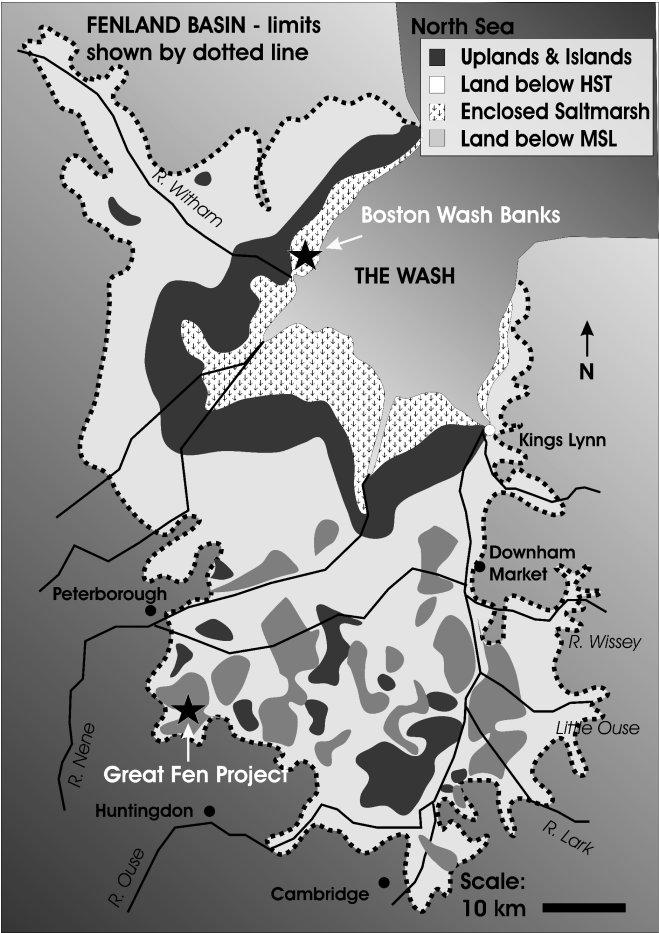 FENLAND BASIN - limits
shown by dotted line
North Sea
Uplands & Islands
Land below HST
Enclosed Saltmarsh
Land below MSL
R. Witham
Boston Wash Banks
THE WASH
N
Kings Lynn
Downham
Market
Peterborough
R. Wissey
Little Ouse
R. Nene
Great Fen Project
Huntingdon
R. Lark
R. Ouse
Cambridge
Scale:
10 km